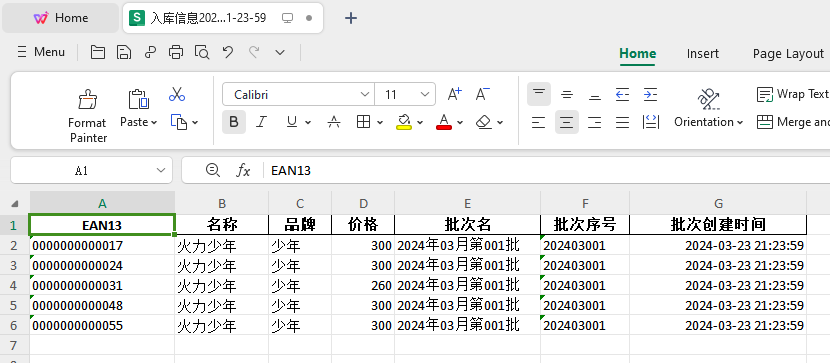 Home
入库信息202...1-23-59
Menu
Home Insert Page Layout
Format Painter
Paste
Calibri 11
B I U A A A A+ A-
Orientation
Wrap Text
Merge and
A1 fx EAN13
A B C D E F G
1 EAN13 名称 品牌 价格 批次名 批次序号 批次创建时间
2 0000000000017 火力少年 少年 300 2024年03月第001批 202403001 2024-03-23 21:23:59
3 0000000000024 火力少年 少年 300 2024年03月第001批 202403001 2024-03-23 21:23:59
4 0000000000031 火力少年 少年 260 2024年03月第001批 202403001 2024-03-23 21:23:59
5 0000000000048 火力少年 少年 300 2024年03月第001批 202403001 2024-03-23 21:23:59
6 0000000000055 火力少年 少年 300 2024年03月第001批 202403001 2024-03-23 21:23:59
7